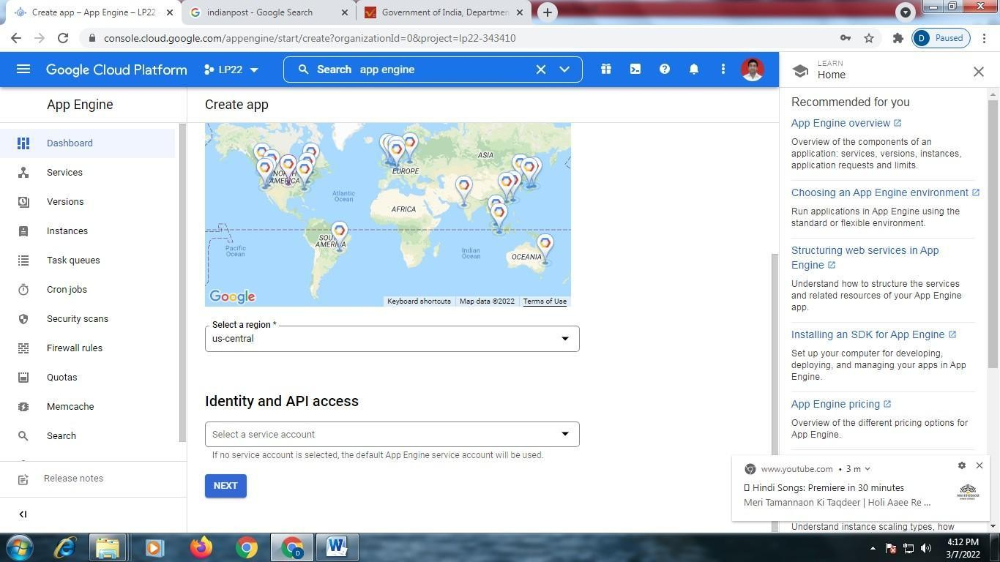 Create app – App Engine – LP22
indianpost - Google Search
Government of India, Departmen
console.cloud.google.com/appengine/start/create?organizationId=0&project=lp22-343410
D Paused
Google Cloud Platform
LP22
Search app engine
LEARN
Home
App Engine
Create app
Dashboard
Services
Versions
Instances
Task queues
Cron jobs
Security scans
Firewall rules
Quotas
Memcache
Search
Release notes
NORTH
AMERICA
Atlantic
Ocean
EUROPE
ASIA
AFRICA
SOUTH
AMERICA
Pacific
Ocean
Indian
Ocean
OCEANIA
Google
Keyboard shortcuts
Map data ©2022
Terms of Use
Select a region *
us-central
Identity and API access
Select a service account
If no service account is selected, the default App Engine service account will be used.
NEXT
Recommended for you
App Engine overview
Overview of the components of an
application: services, versions, instances,
application requests and limits.
Choosing an App Engine environment
Run applications in App Engine using the
standard or flexible environment.
Structuring web services in App
Engine
Understand how to structure the services
and related resources of your App Engine
app.
Installing an SDK for App Engine
Set up your computer for developing,
deploying, and managing your apps in App
Engine.
App Engine pricing
Overview of the different pricing options for
App Engine.
www.youtube.com • 3 m
Hindi Songs: Premiere in 30 minutes
Meri Tamannaon Ki Taqdeer | Holi Aaee Re ...
Understand instance scaling types, how
D
W
4:12 PM
3/7/2022